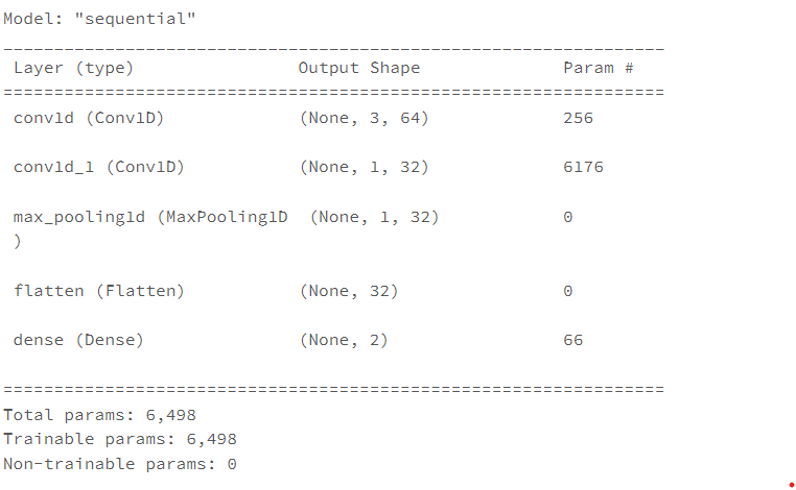 Model: "sequential"
_________________________________________________________________
Layer (type)                Output Shape              Param #
=================================================================
conv1d (Conv1D)             (None, 3, 64)             256
conv1d_1 (Conv1D)           (None, 1, 32)             6176
max_pooling1d (MaxPooling1D  (None, 1, 32)            0
)
flatten (Flatten)           (None, 32)                0
dense (Dense)               (None, 2)                 66
=================================================================
Total params: 6,498
Trainable params: 6,498
Non-trainable params: 0